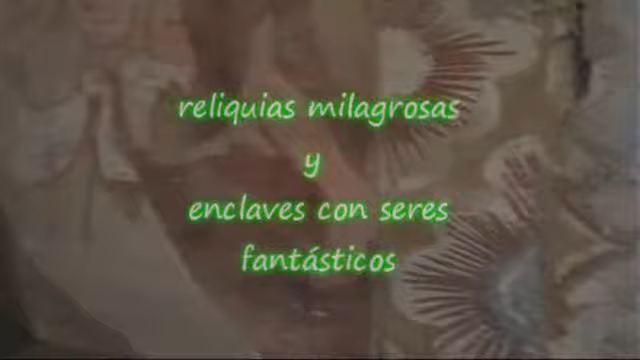 reliquias milagrosas
y
enclaves con seres
fantásticos